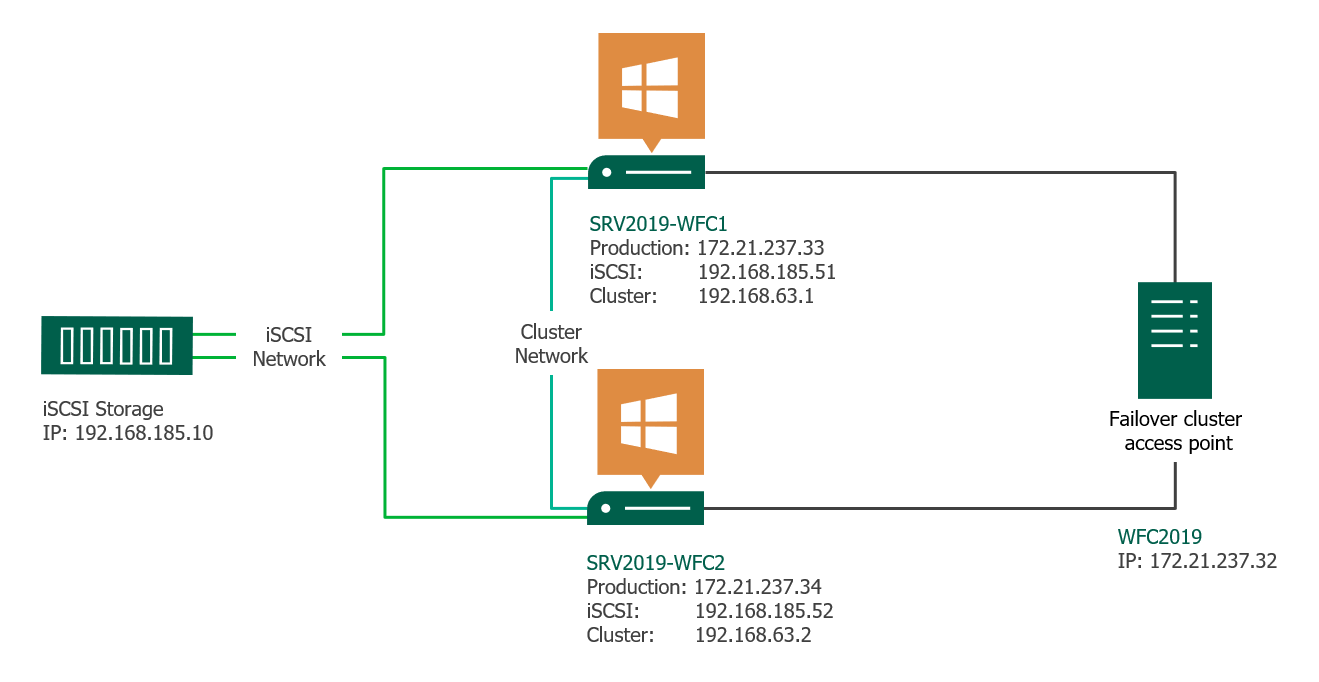 SRV2019-WFC1
Production: 172.21.237.33
iSCSI: 192.168.185.51
Cluster: 192.168.63.1
iSCSI
Network
Cluster
Network
iSCSI Storage
IP: 192.168.185.10
Failover cluster
access point
WFC2019
IP: 172.21.237.32
SRV2019-WFC2
Production: 172.21.237.34
iSCSI: 192.168.185.52
Cluster: 192.168.63.2